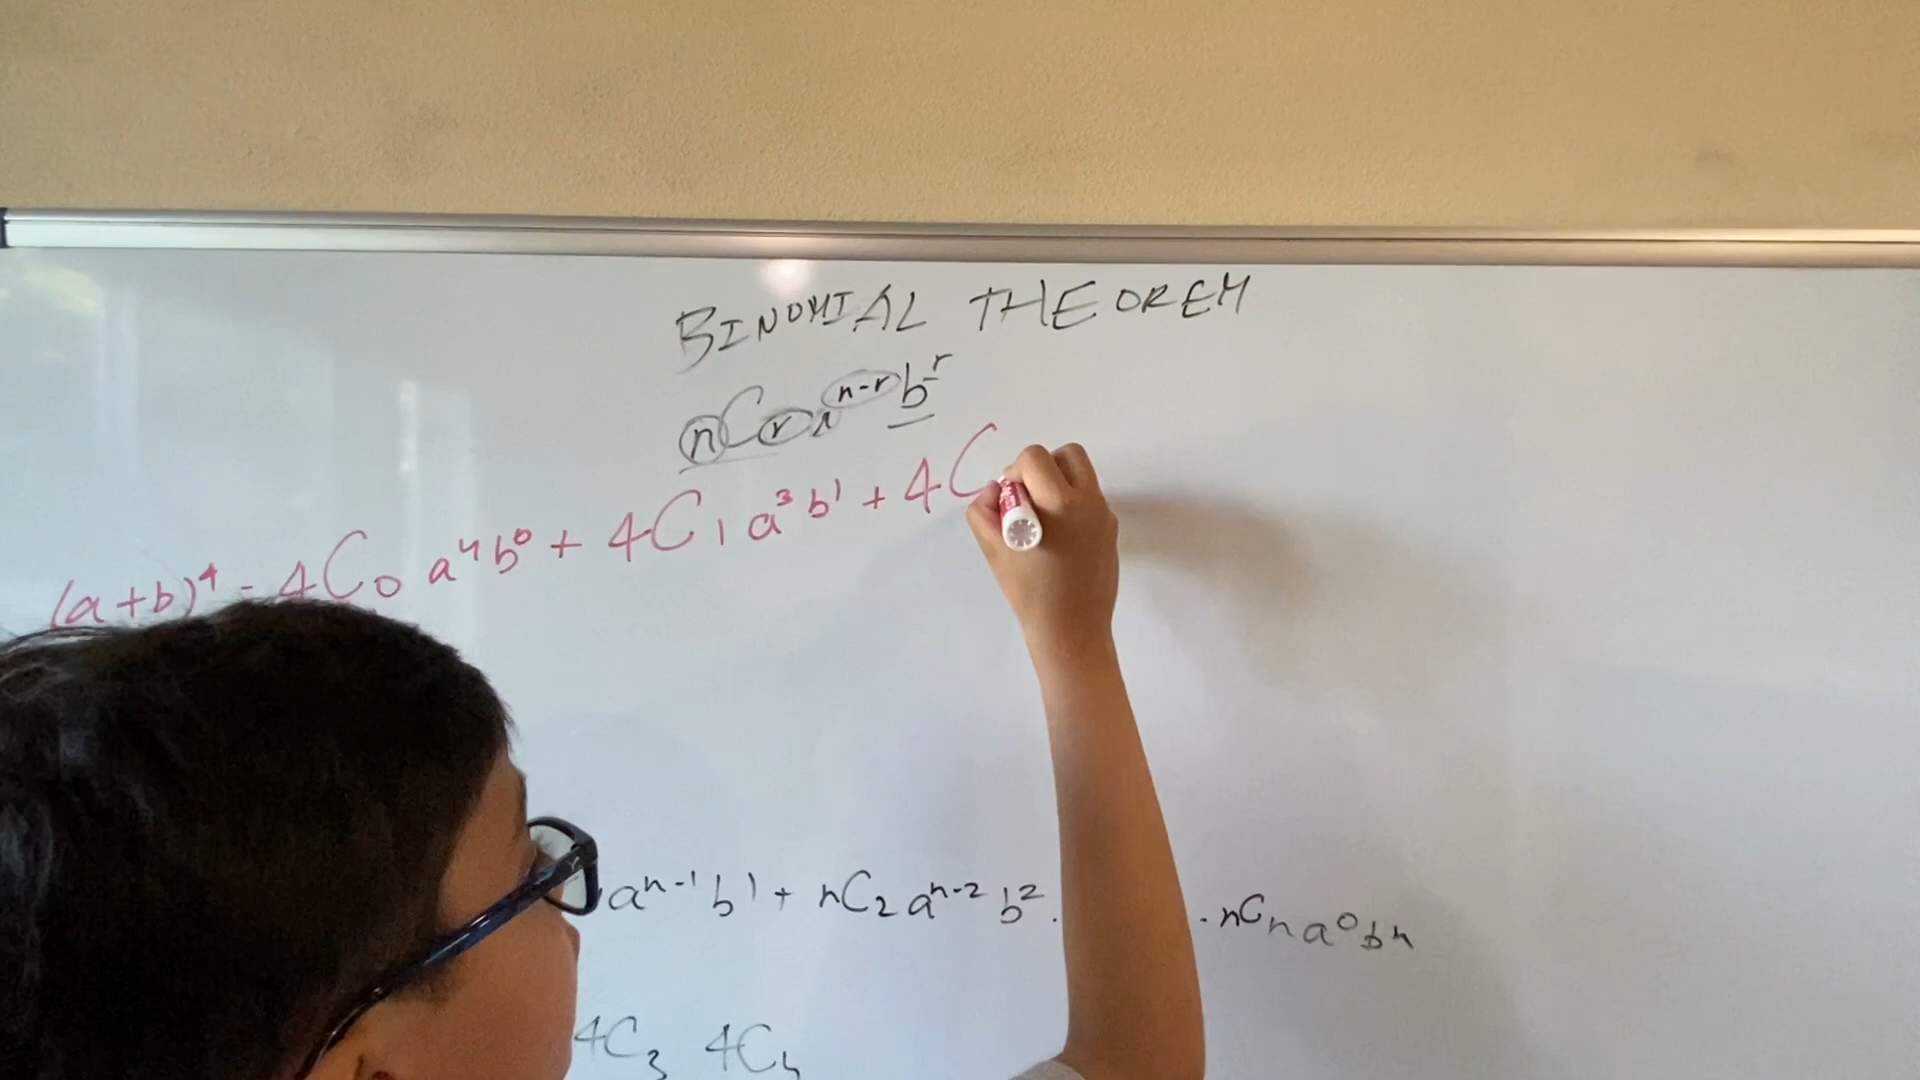 BINOMIAL THEOREM
nCr x^n-r b^r
(a+b)^4 = 4C0 a^4 b^0 + 4C1 a^3 b^1 + 4C
a^n-1 b^1 + nC2 a^n-2 b^2 . . nCn a^0 b^n
4C3 4C4